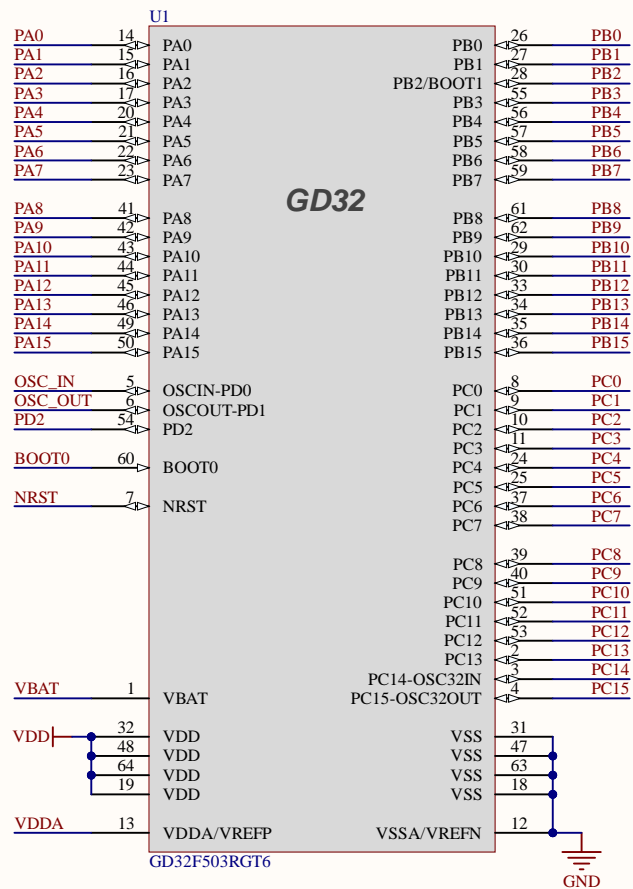 U1
PA0 14 PA0 PB0 26 PB0
PA1 15 PA1 PB1 27 PB1
PA2 16 PA2 PB2/BOOT1 28 PB2
PA3 17 PA3 PB3 55 PB3
PA4 20 PA4 PB4 56 PB4
PA5 21 PA5 PB5 57 PB5
PA6 22 PA6 PB6 58 PB6
PA7 23 PA7 PB7 59 PB7
GD32
PA8 41 PA8 PB8 61 PB8
PA9 42 PA9 PB9 62 PB9
PA10 43 PA10 PB10 29 PB10
PA11 44 PA11 PB11 30 PB11
PA12 45 PA12 PB12 33 PB12
PA13 46 PA13 PB13 34 PB13
PA14 49 PA14 PB14 35 PB14
PA15 50 PA15 PB15 36 PB15
OSC_IN 5 OSCIN-PD0 PC0 8 PC0
OSC_OUT 6 OSCOUT-PD1 PC1 9 PC1
PD2 54 PD2 PC2 10 PC2
PC3 11 PC3
BOOT0 60 BOOT0 PC4 24 PC4
PC5 25 PC5
NRST 7 NRST PC6 37 PC6
PC7 38 PC7
PC8 39 PC8
PC9 40 PC9
PC10 51 PC10
PC11 52 PC11
PC12 53 PC12
PC13 2 PC13
PC14-OSC32IN 3 PC14
VBAT 1 VBAT PC15-OSC32OUT 4 PC15
VDD 32 VDD VSS 31
48 VDD VSS 47
64 VDD VSS 63
19 VDD VSS 18
VDDA 13 VDDA/VREFP VSSA/VREFN 12
GD32F503RGT6
GND